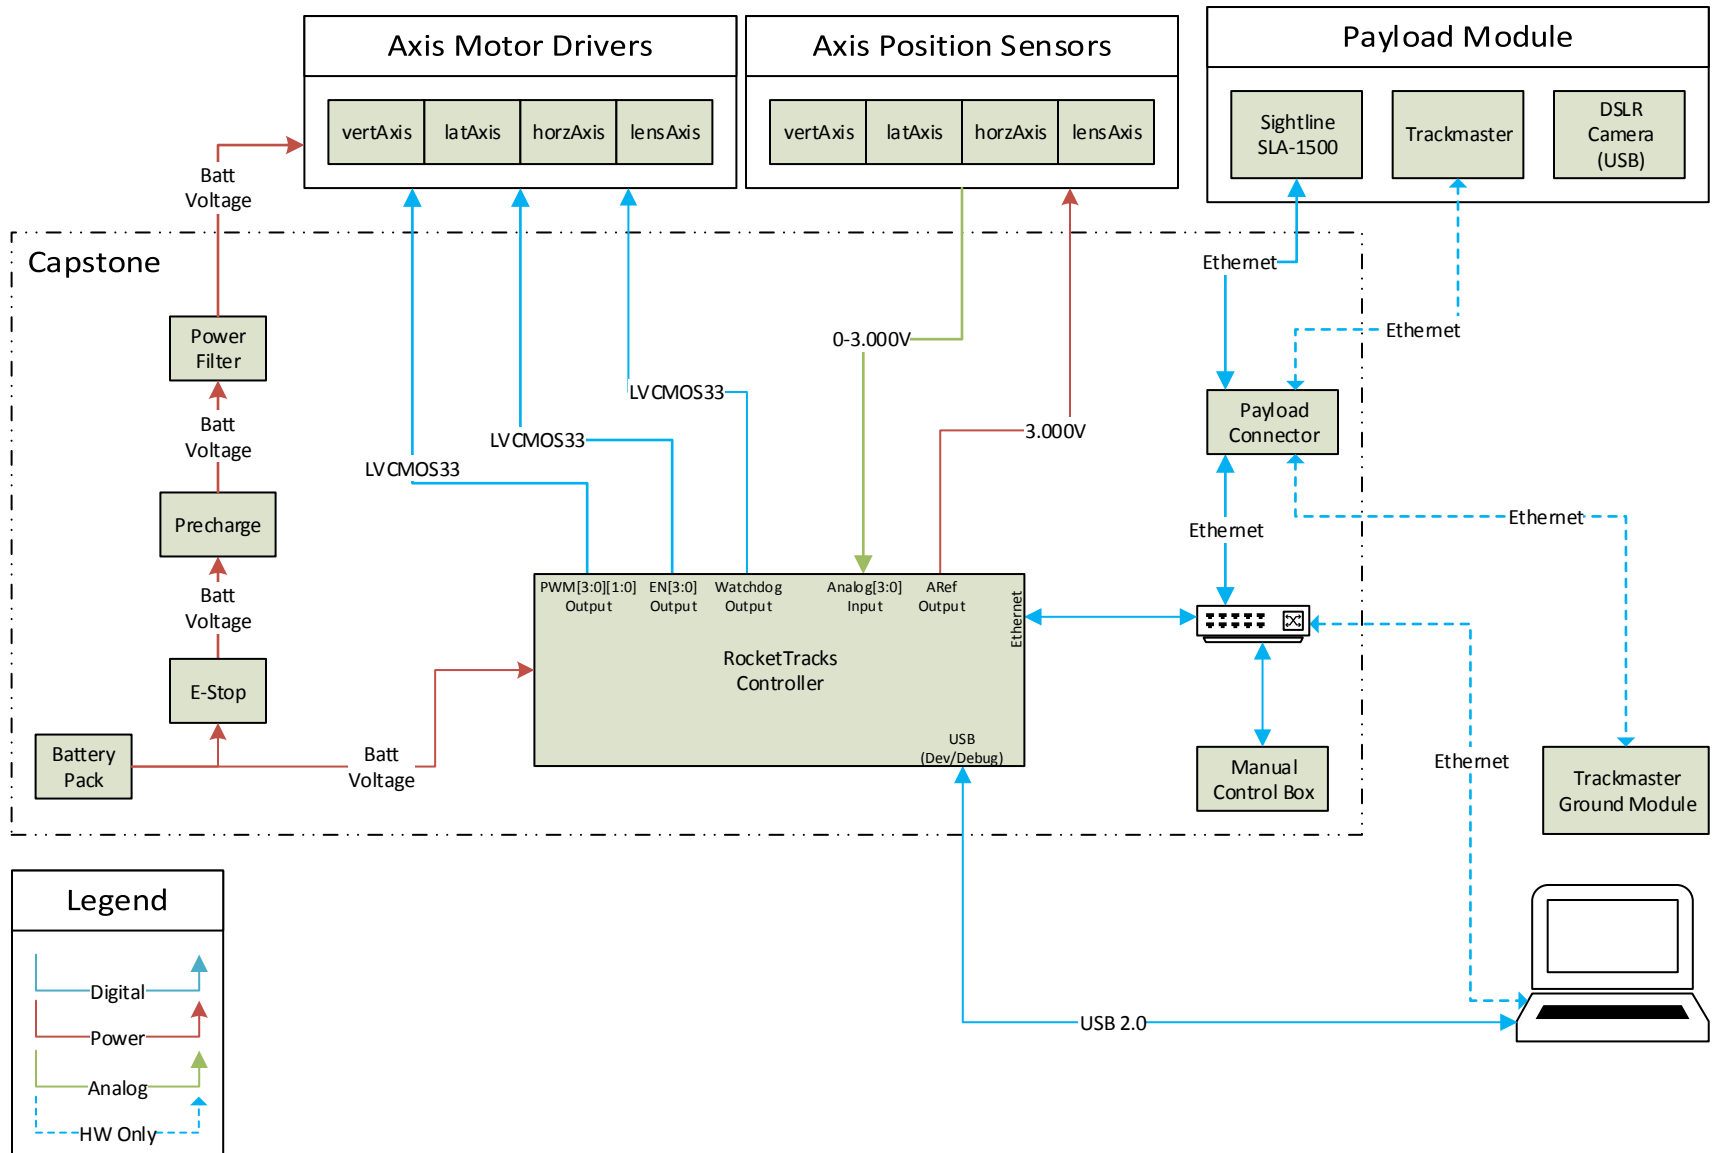 Axis Motor Drivers
vertAxis
latAxis
horzAxis
lensAxis
Axis Position Sensors
vertAxis
latAxis
horzAxis
lensAxis
Payload Module
Sightline
SLA-1500
Trackmaster
DSLR
Camera
(USB)
Batt
Voltage
Capstone
Ethernet
Power
Filter
0-3.000V
Ethernet
LVCMOS33
Batt
Voltage
LVCMOS33
3.000V
Payload
Connector
LVCMOS33
Precharge
Ethernet
Ethernet
Batt
Voltage
PWM[3:0][1:0]
Output
EN[3:0]
Output
Watchdog
Output
Analog[3:0]
Input
ARef
Output
Ethernet
RocketTracks
Controller
E-Stop
Battery
Pack
Batt
Voltage
USB
(Dev/Debug)
Manual
Control Box
Ethernet
Trackmaster
Ground Module
Legend
Digital
Power
Analog
HW Only
USB 2.0